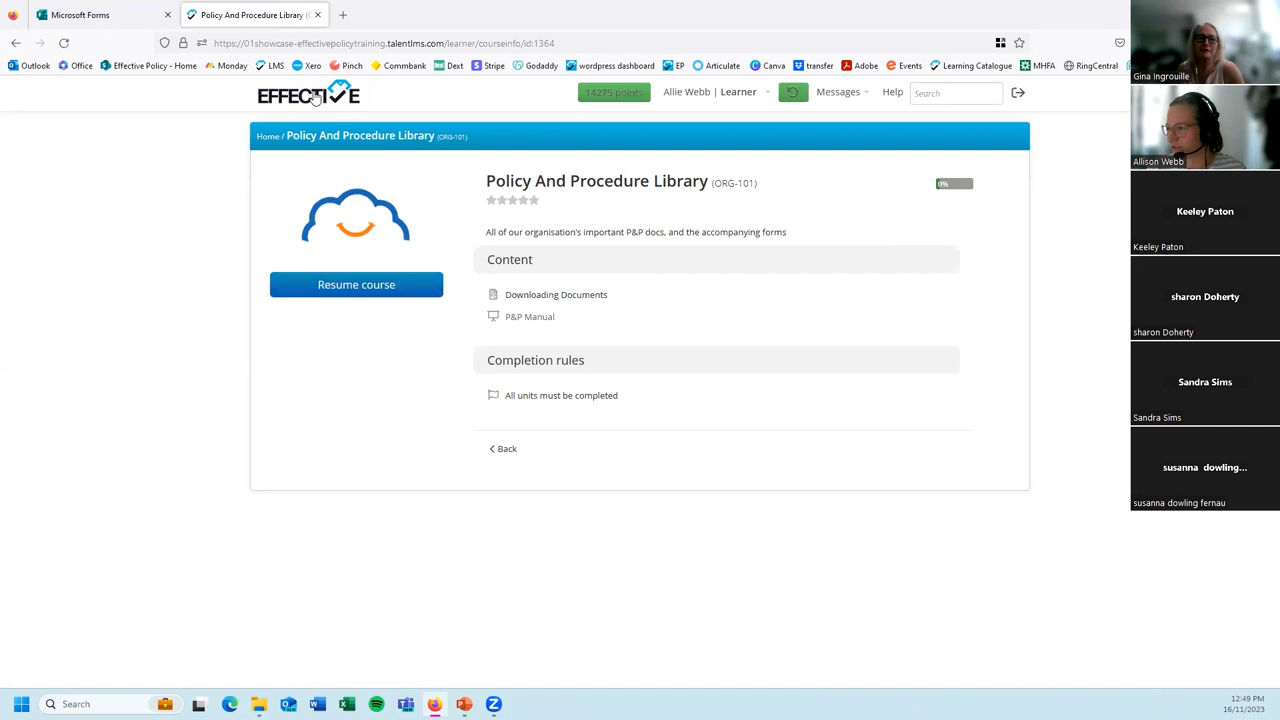 Microsoft Forms
Policy And Procedure Library (
https://01showcase-effectivepolicytraining.talentlms.com/learner/courseinfo/id:1364
Outlook Office Effective Policy - Home Monday LMS Xero Pinch Commbank Dext Stripe Godaddy wordpress dashboard EP Articulate Canva transfer Adobe Events Learning Catalogue MHFA RingCentral
EFFECTIVE
14275 points
Allie Webb | Learner
Messages
Help
Search
Home / Policy And Procedure Library (ORG-101)
Policy And Procedure Library (ORG-101)
0%
All of our organisation's important P&P docs, and the accompanying forms
Resume course
Content
Downloading Documents
P&P Manual
Completion rules
All units must be completed
Back
Gina Ingrouille
Allison Webb
Keeley Paton
Keeley Paton
sharon Doherty
sharon Doherty
Sandra Sims
Sandra Sims
susanna dowling...
susanna dowling fernau
Search
12:49 PM
16/11/2023